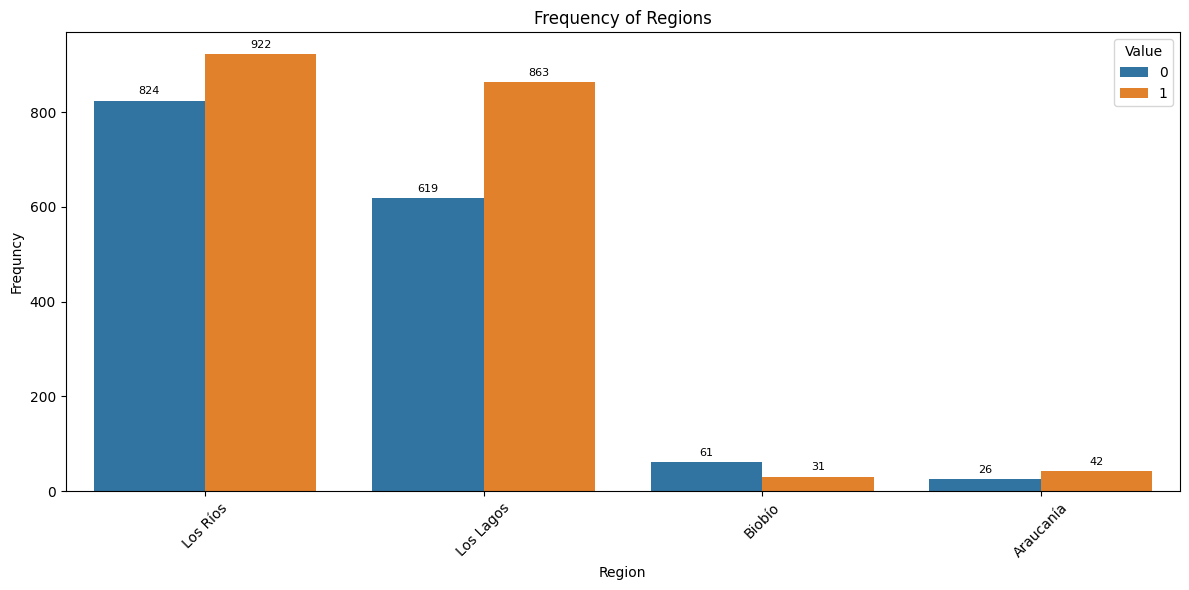 Frequency of Regions
Value
0
1
922
824
863
619
61
31
26
42
800
600
400
200
0
Frequncy
Los Ríos
Los Lagos
Biobío
Araucanía
Region